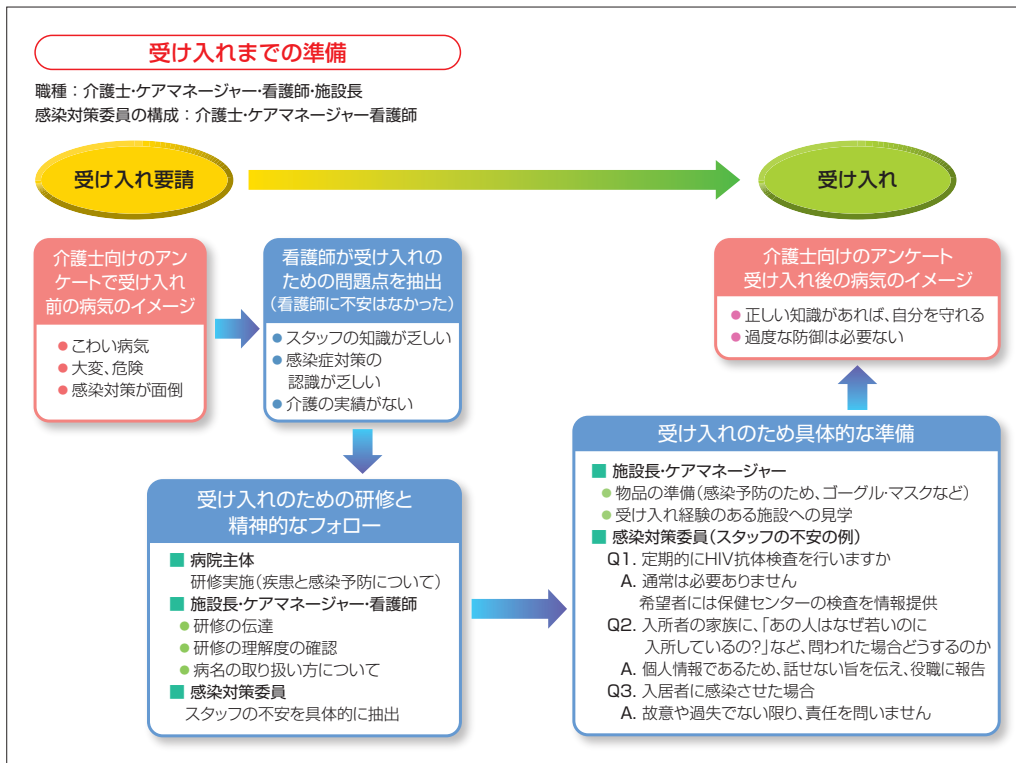 受け入れまでの準備
職種：介護士･ケアマネージャー･看護師･施設長
感染対策委員の構成：介護士･ケアマネージャー看護師
受け入れ要請
受け入れ
介護士向けのアン
ケートで受け入れ
前の病気のイメージ
● こわい病気
● 大変、危険
● 感染対策が面倒
看護師が受け入れの
ための問題点を抽出
（看護師に不安はなかった）
● スタッフの知識が乏しい
● 感染症対策の
認識が乏しい
● 介護の実績がない
受け入れのための研修と
精神的なフォロー
■ 病院主体
研修実施（疾患と感染予防について）
■ 施設長･ケアマネージャー･看護師
● 研修の伝達
● 研修の理解度の確認
● 病名の取り扱い方について
■ 感染対策委員
スタッフの不安を具体的に抽出
受け入れのため具体的な準備
■ 施設長･ケアマネージャー
● 物品の準備（感染予防のため、ゴーグル･マスクなど）
● 受け入れ経験のある施設への見学
■ 感染対策委員（スタッフの不安の例）
Q1. 定期的にHIV抗体検査を行いますか
A. 通常は必要ありません
希望者には保健センターの検査を情報提供
Q2. 入所者の家族に、「あの人はなぜ若いのに
入所しているの?」など、問われた場合どうするのか
A. 個人情報であるため、話せない旨を伝え、役職に報告
Q3. 入居者に感染させた場合
A. 故意や過失でない限り、責任を問いません
介護士向けのアンケート
受け入れ後の病気のイメージ
● 正しい知識があれば、自分を守れる
● 過度な防御は必要ない